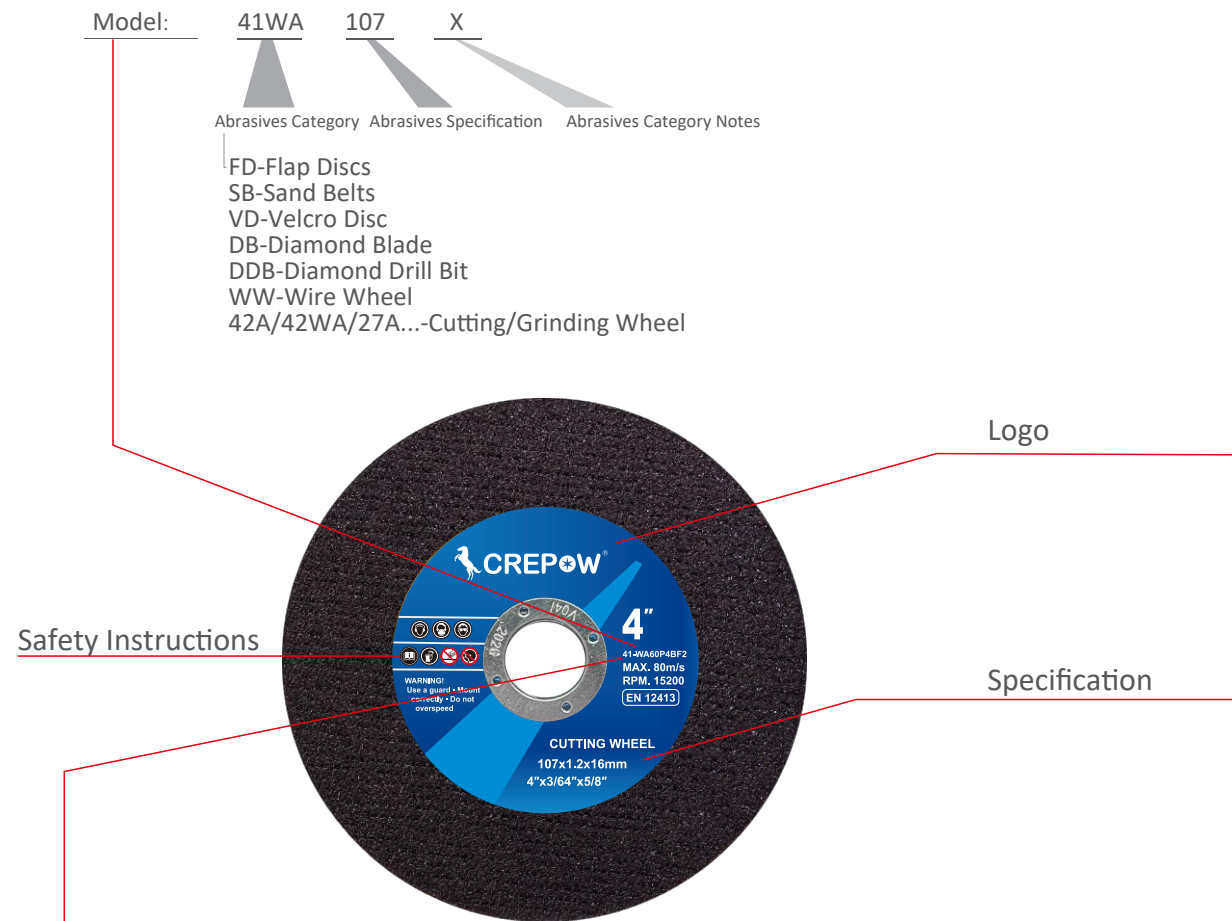 Model: 41WA 107 X
Abrasives Category Abrasives Specification Abrasives Category Notes
FD-Flap Discs
SB-Sand Belts
VD-Velcro Disc
DB-Diamond Blade
DDB-Diamond Drill Bit
WW-Wire Wheel
42A/42WA/27A...-Cutting/Grinding Wheel
Logo
CREPOW®
V04/
2026
4"
41-WA60P4BF2
MAX. 80m/s
RPM. 15200
EN 12413
Safety Instructions
WARNING!
Use a guard • Mount
correctly • Do not
overspeed
Specification
CUTTING WHEEL
107x1.2x16mm
4"x3/64"x5/8"